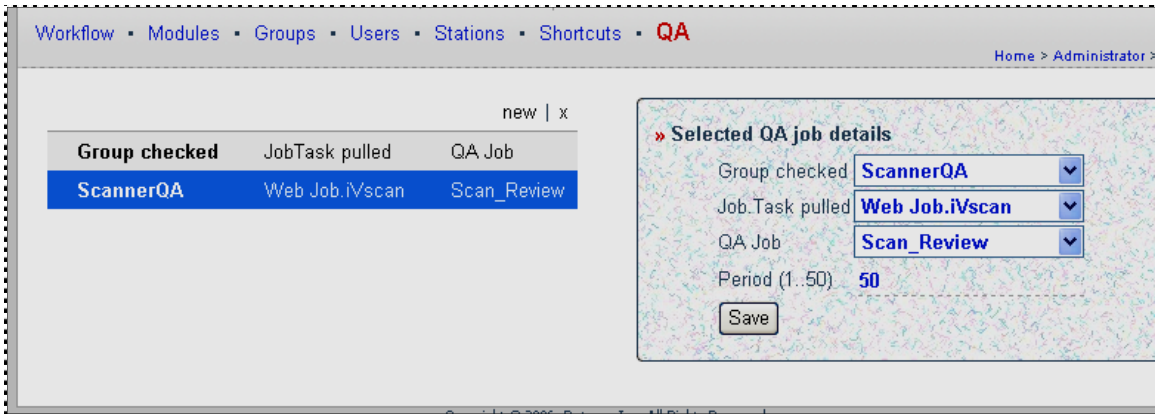 Workflow ▪ Modules ▪ Groups ▪ Users ▪ Stations ▪ Shortcuts ▪ QA
Home > Administrator >
new | x
Group checked JobTask pulled QA Job
ScannerQA Web Job.iVscan Scan_Review
» Selected QA job details
Group checked ScannerQA
Job.Task pulled Web Job.iVscan
QA Job Scan_Review
Period (1..50) 50
Save